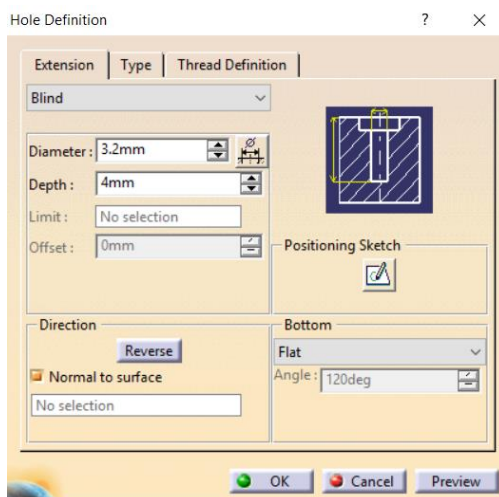 Hole Definition ? ×
Extension Type Thread Definition
Blind
Diameter : 3.2mm
Depth : 4mm
Limit : No selection
Offset : 0mm
Positioning Sketch
Direction
Reverse
Normal to surface
No selection
Bottom
Flat
Angle : 120deg
OK Cancel Preview